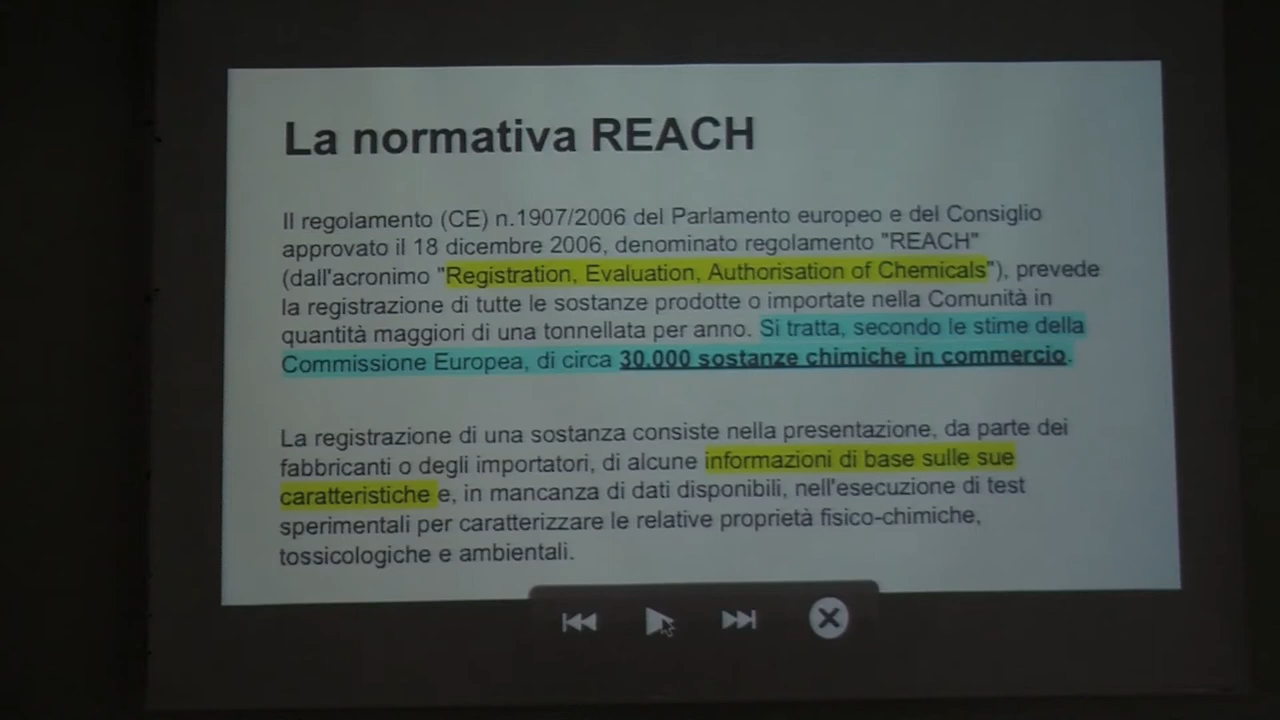 La normativa REACH
Il regolamento (CE) n.1907/2006 del Parlamento europeo e del Consiglio
approvato il 18 dicembre 2006, denominato regolamento "REACH"
(dall'acronimo "Registration, Evaluation, Authorisation of Chemicals"), prevede
la registrazione di tutte le sostanze prodotte o importate nella Comunità in
quantità maggiori di una tonnellata per anno. Si tratta, secondo le stime della
Commissione Europea, di circa 30.000 sostanze chimiche in commercio.
La registrazione di una sostanza consiste nella presentazione, da parte dei
fabbricanti o degli importatori, di alcune informazioni di base sulle sue
caratteristiche e, in mancanza di dati disponibili, nell'esecuzione di test
sperimentali per caratterizzare le relative proprietà fisico-chimiche,
tossicologiche e ambientali.